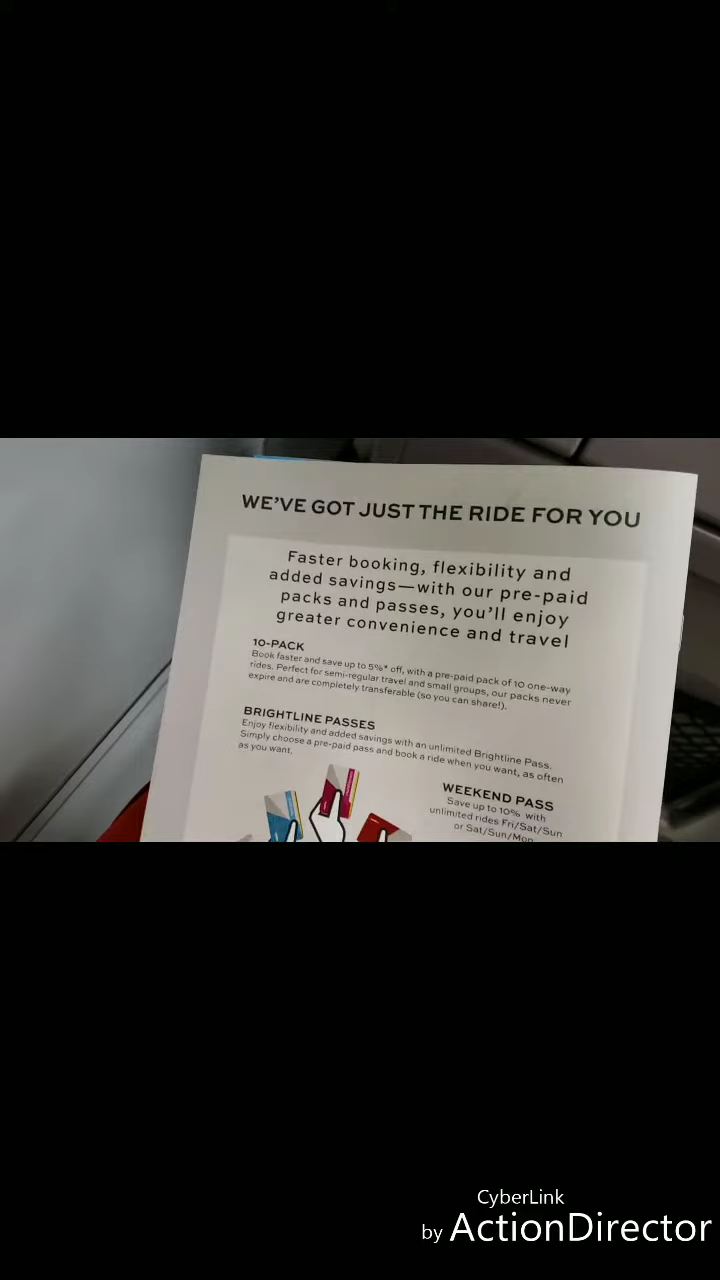 WE'VE GOT JUST THE RIDE FOR YOU
Faster booking, flexibility and
added savings—with our pre-paid
packs and passes, you'll enjoy
greater convenience and travel
10-PACK
Book faster and save up to 5%* off, with a pre-paid pack of 10 one-way
rides. Perfect for semi-regular travel and small groups, our packs never
expire and are completely transferable (so you can share!).
BRIGHTLINE PASSES
Enjoy flexibility and added savings with an unlimited Brightline Pass.
Simply choose a pre-paid pass and book a ride when you want, as often
as you want.
WEEKEND PASS
Save up to 10% with
unlimited rides Fri/Sat/Sun
or Sat/Sun/Mon
CyberLink
by ActionDirector